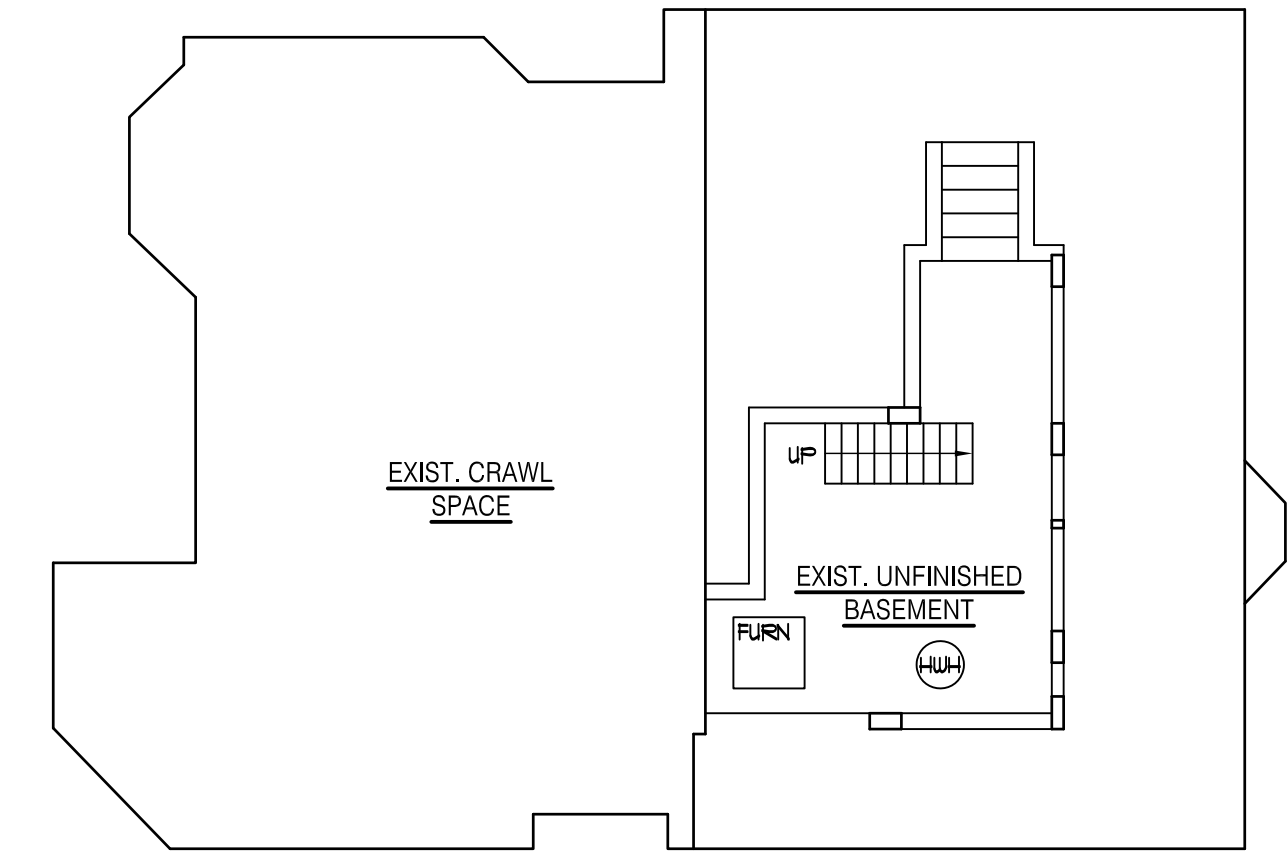 EXIST. CRAWL
SPACE
UP
EXIST. UNFINISHED
BASEMENT
FURN
HWH